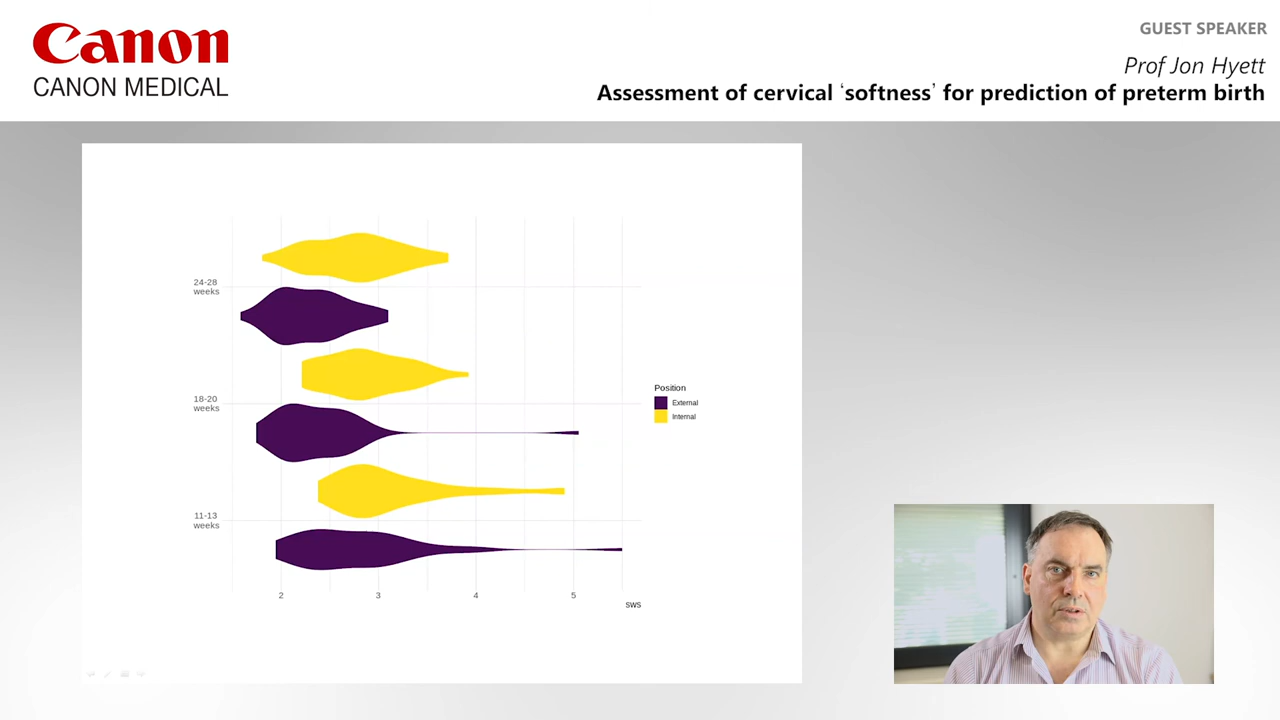 Canon
CANON MEDICAL
GUEST SPEAKER
Prof Jon Hyett
Assessment of cervical ‘softness’ for prediction of preterm birth
24-28
weeks
18-20
weeks
11-13
weeks
Position
External
Internal
2 3 4 5
sws